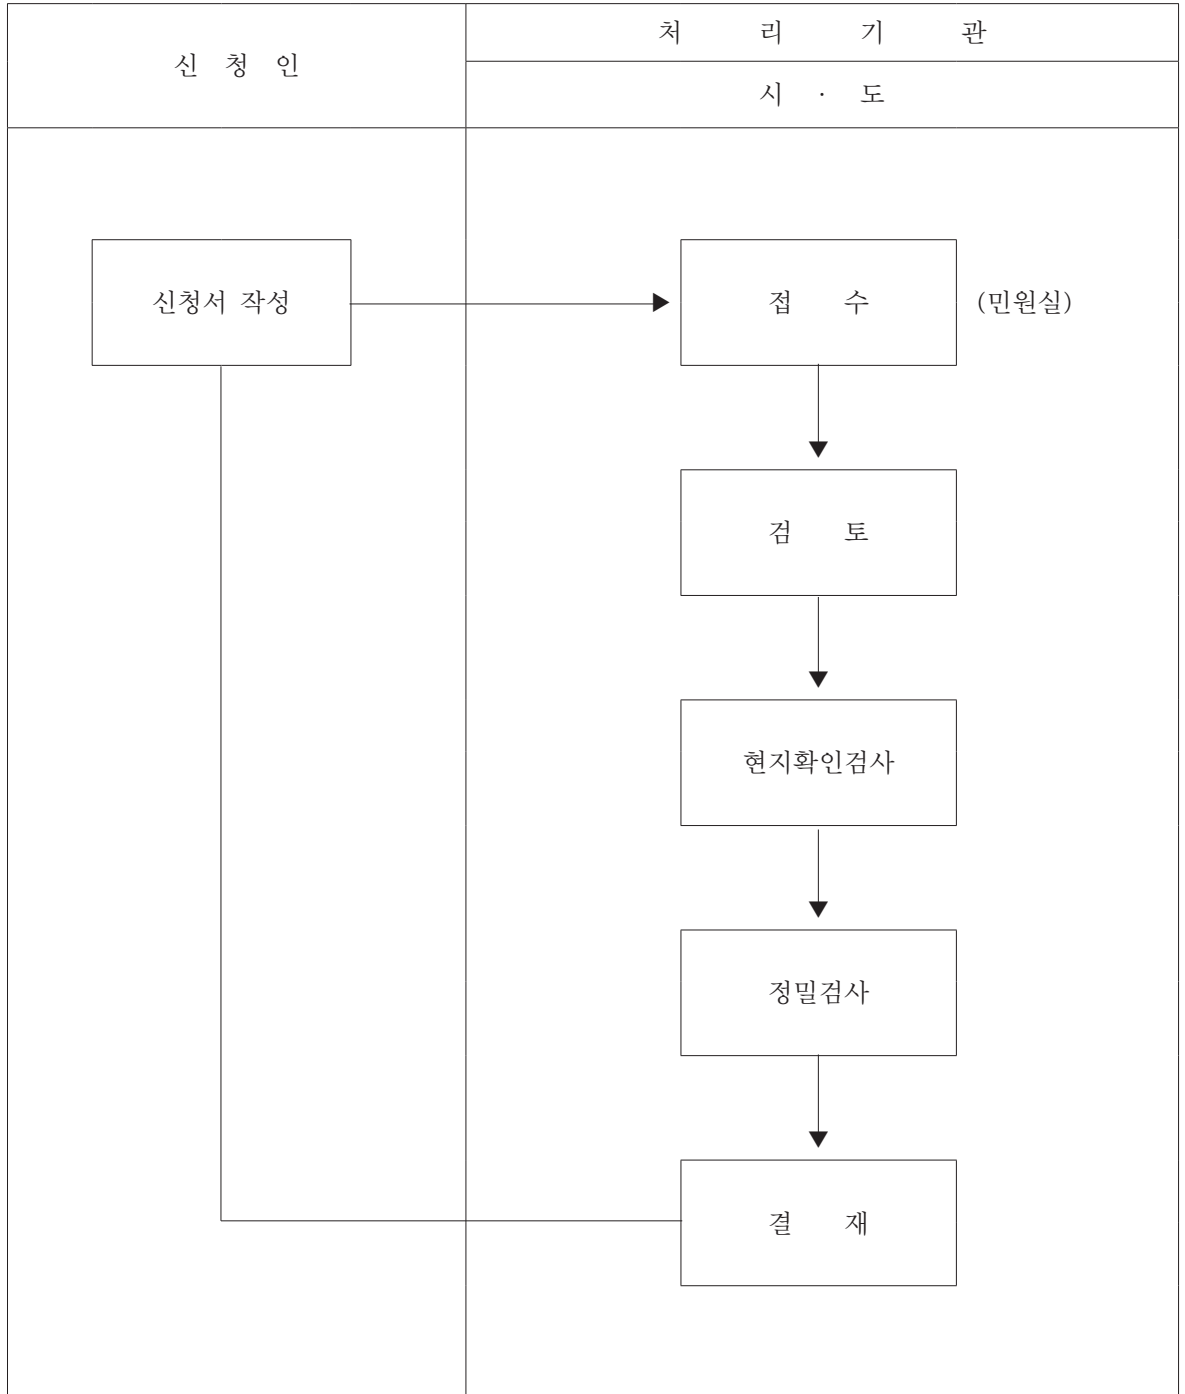 신 청 인
처 리 기 관
시 · 도
신청서 작성
접 수 (민원실)
검 토
현지확인검사
정밀검사
결 재